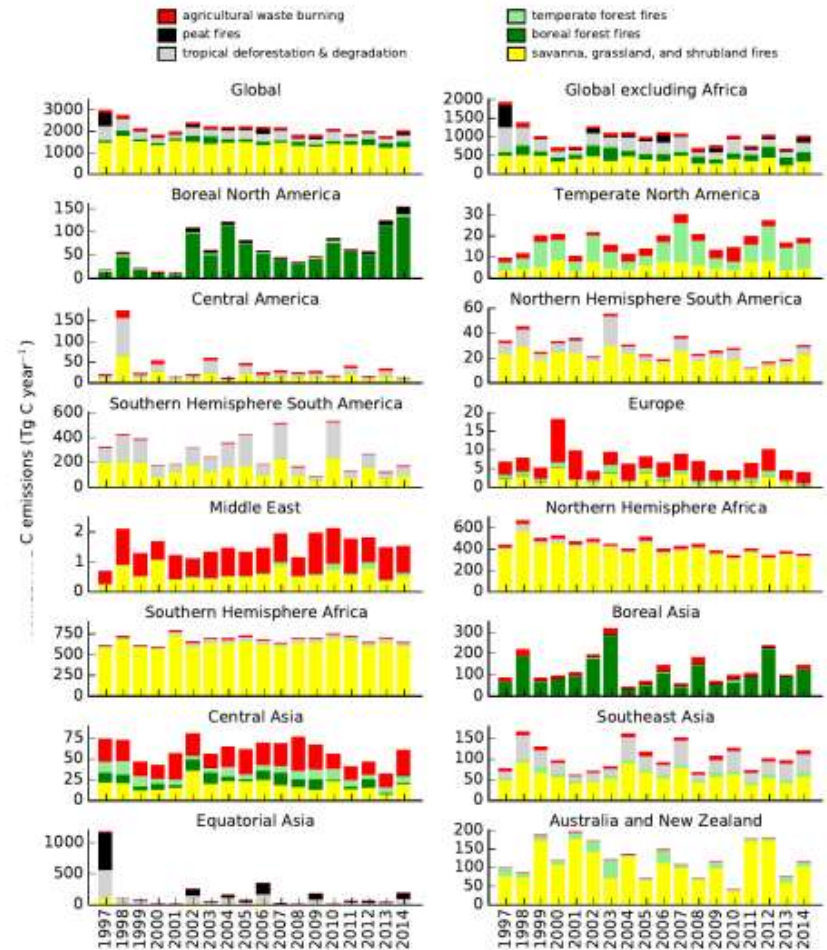 agricultural waste burning
peat fires
tropical deforestation & degradation
temperate forest fires
boreal forest fires
savanna, grassland, and shrubland fires
Global
3000
2000
1000
0
Global excluding Africa
2000
1500
1000
500
0
Boreal North America
150
100
50
0
Temperate North America
30
20
10
0
Central America
150
100
50
0
Northern Hemisphere South America
60
40
20
0
Southern Hemisphere South America
600
400
200
0
Europe
20
15
10
5
0
Middle East
2
1
0
Northern Hemisphere Africa
600
400
200
0
Southern Hemisphere Africa
750
500
250
0
Boreal Asia
300
200
100
0
Central Asia
75
50
25
0
Southeast Asia
150
100
50
0
Equatorial Asia
1000
500
0
Australia and New Zealand
200
150
100
50
0
C emissions (Tg C year⁻¹)
1997 1998 1999 2000 2001 2002 2003 2004 2005 2006 2007 2008 2009 2010 2011 2012 2013 2014
1997 1998 1999 2000 2001 2002 2003 2004 2005 2006 2007 2008 2009 2010 2011 2012 2013 2014